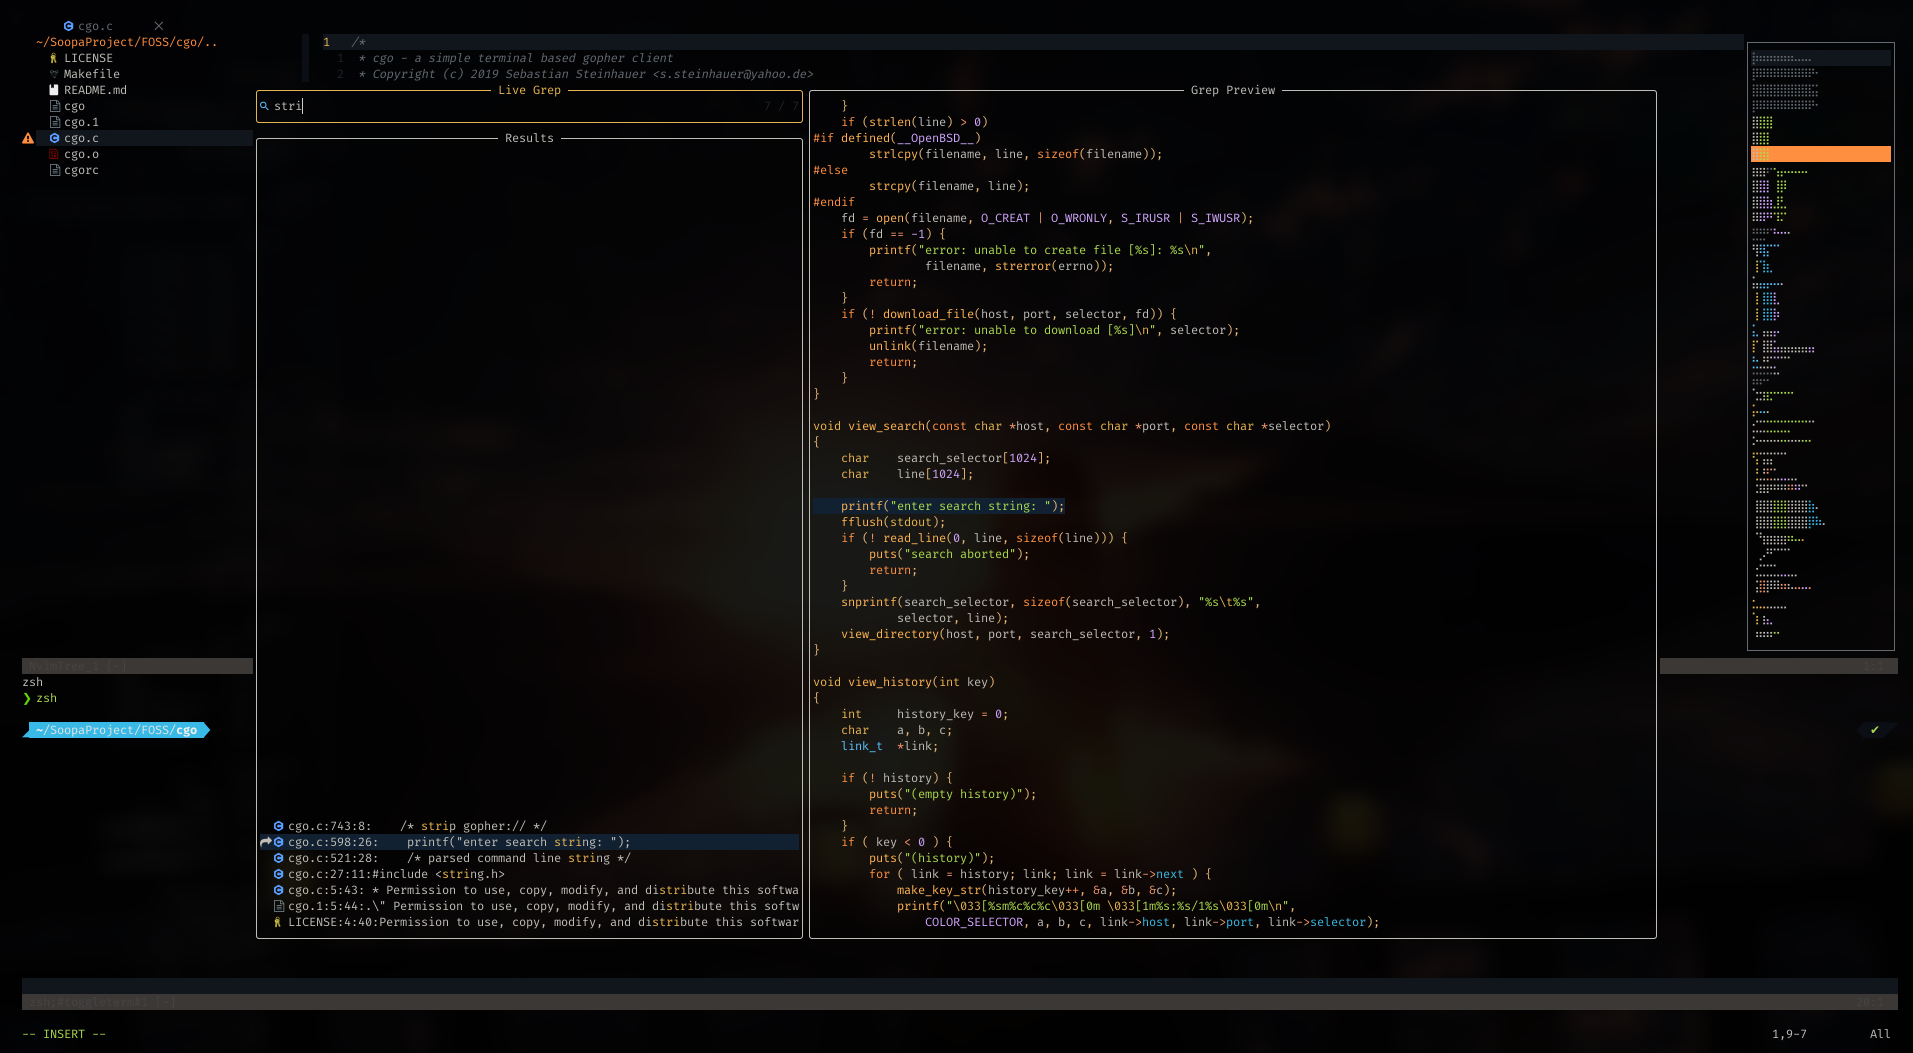 cgo.c
~/SoopaProject/FOSS/cgo/..
LICENSE
Makefile
README.md
cgo
cgo.1
cgo.c
cgo.o
cgorc
1 /*
1 * cgo - a simple terminal based gopher client
2 * Copyright (c) 2019 Sebastian Steinhauer <s.steinhauer@yahoo.de>
Live Grep
stri 7 / 7
Results
cgo.c:743:8: /* strip gopher:// */
cgo.c:598:26: printf("enter search string: ");
cgo.c:521:28: /* parsed command line string */
cgo.c:27:11:#include <string.h>
cgo.c:5:43: * Permission to use, copy, modify, and distribute this softwa
cgo.1:5:44:.\" Permission to use, copy, modify, and distribute this softw
LICENSE:4:40:Permission to use, copy, modify, and distribute this softwar
Grep Preview
}
if (strlen(line) > 0)
#if defined(__OpenBSD__)
strlcpy(filename, line, sizeof(filename));
#else
strcpy(filename, line);
#endif
fd = open(filename, O_CREAT | O_WRONLY, S_IRUSR | S_IWUSR);
if (fd == -1) {
printf("error: unable to create file [%s]: %s\n",
filename, strerror(errno));
return;
}
if (! download_file(host, port, selector, fd)) {
printf("error: unable to download [%s]\n", selector);
unlink(filename);
return;
}
}
void view_search(const char *host, const char *port, const char *selector)
{
char search_selector[1024];
char line[1024];
printf("enter search string: ");
fflush(stdout);
if (! read_line(0, line, sizeof(line))) {
puts("search aborted");
return;
}
snprintf(search_selector, sizeof(search_selector), "%s\t%s",
selector, line);
view_directory(host, port, search_selector, 1);
}
void view_history(int key)
{
int history_key = 0;
char a, b, c;
link_t *link;
if (! history) {
puts("(empty history)");
return;
}
if ( key < 0 ) {
puts("(history)");
for ( link = history; link; link = link->next ) {
make_key_str(history_key++, &a, &b, &c);
printf("\033[%sm%c%c%c\033[0m \033[1m%s:%s/1%s\033[0m\n",
COLOR_SELECTOR, a, b, c, link->host, link->port, link->selector);
NvimTree_1 [-] 1:1
zsh
❯ zsh
~/SoopaProject/FOSS/cgo ✔
zsh;#toggleterm#1 [-]
-- INSERT -- 1,9-7 All